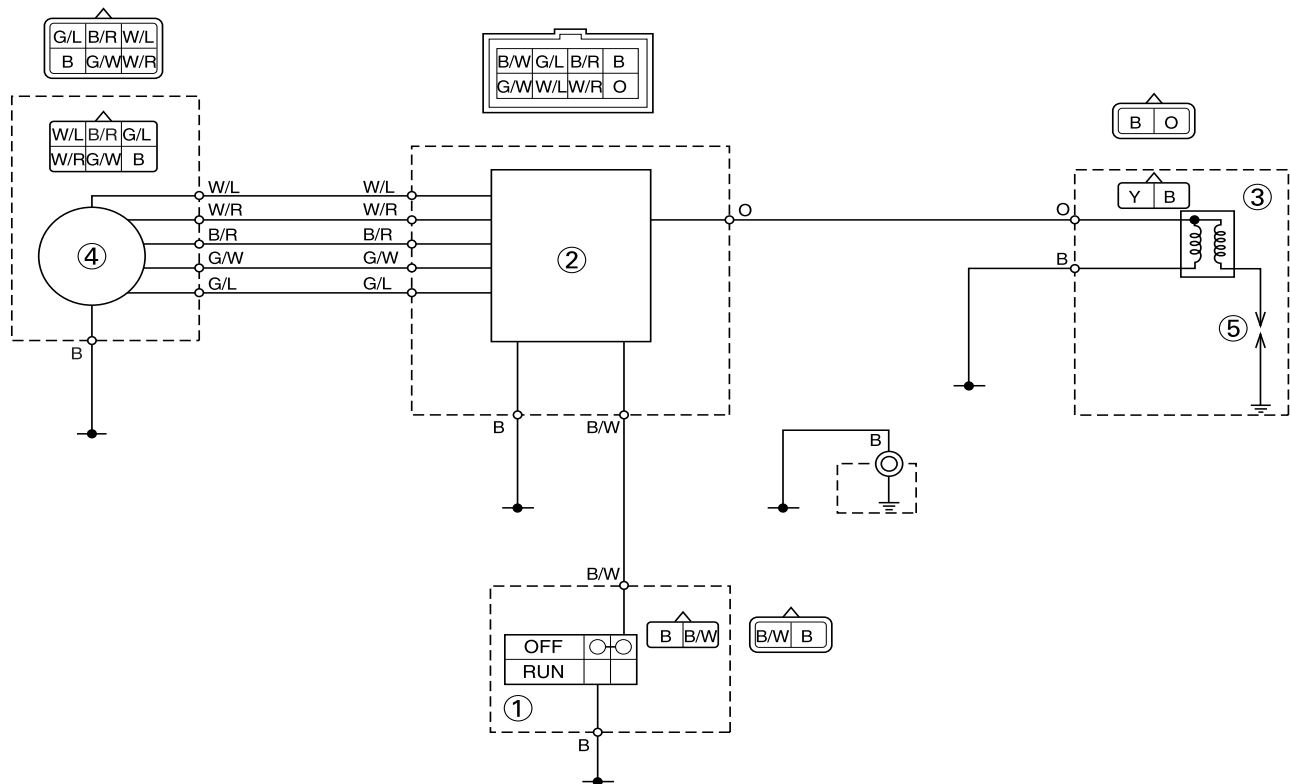 G/L B/R W/L
B G/W W/R
B/W G/L B/R B
G/W W/L W/R O
B O
W/L B/R G/L
W/R G/W B
Y B
③
W/L W/L
W/R W/R
O O
B/R B/R
④
②
G/W G/W
B
G/L G/L
⑤
B
B B/W
B
B/W
OFF
B B/W
B/W B
RUN
①
B